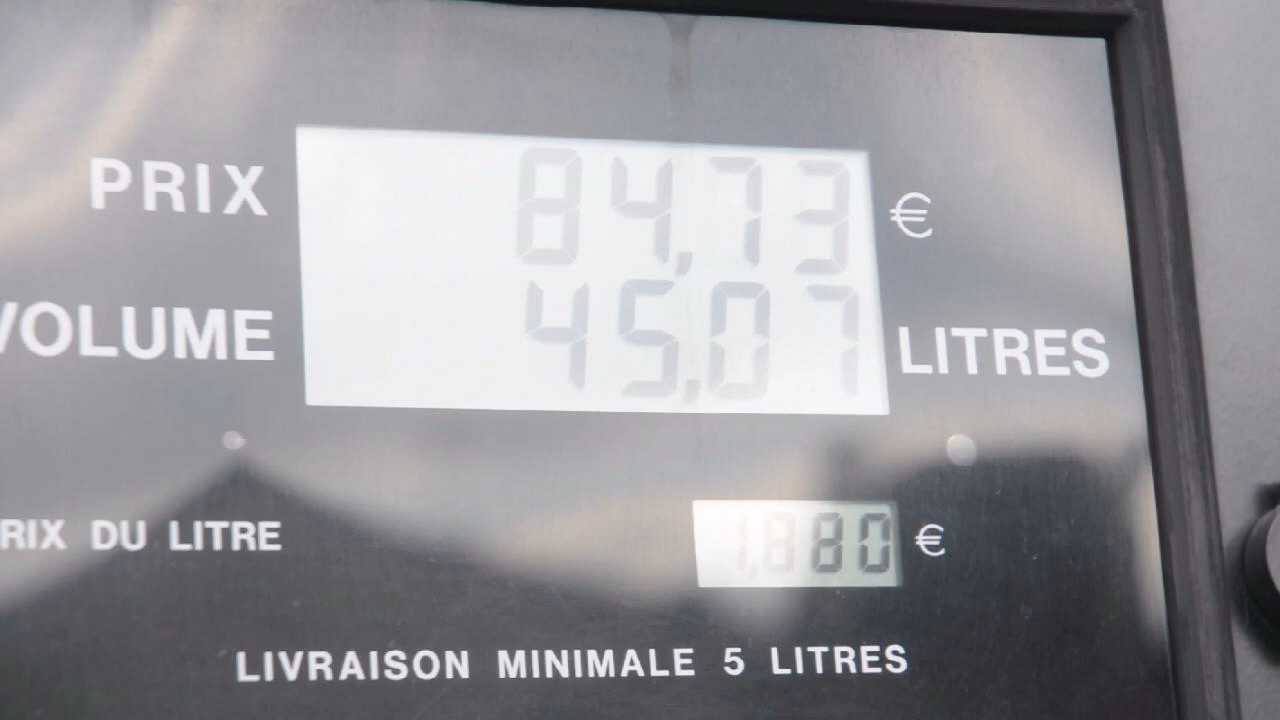 PRIX 84,73 €
VOLUME 45,07 LITRES
RIX DU LITRE 1,880 €
LIVRAISON MINIMALE 5 LITRES